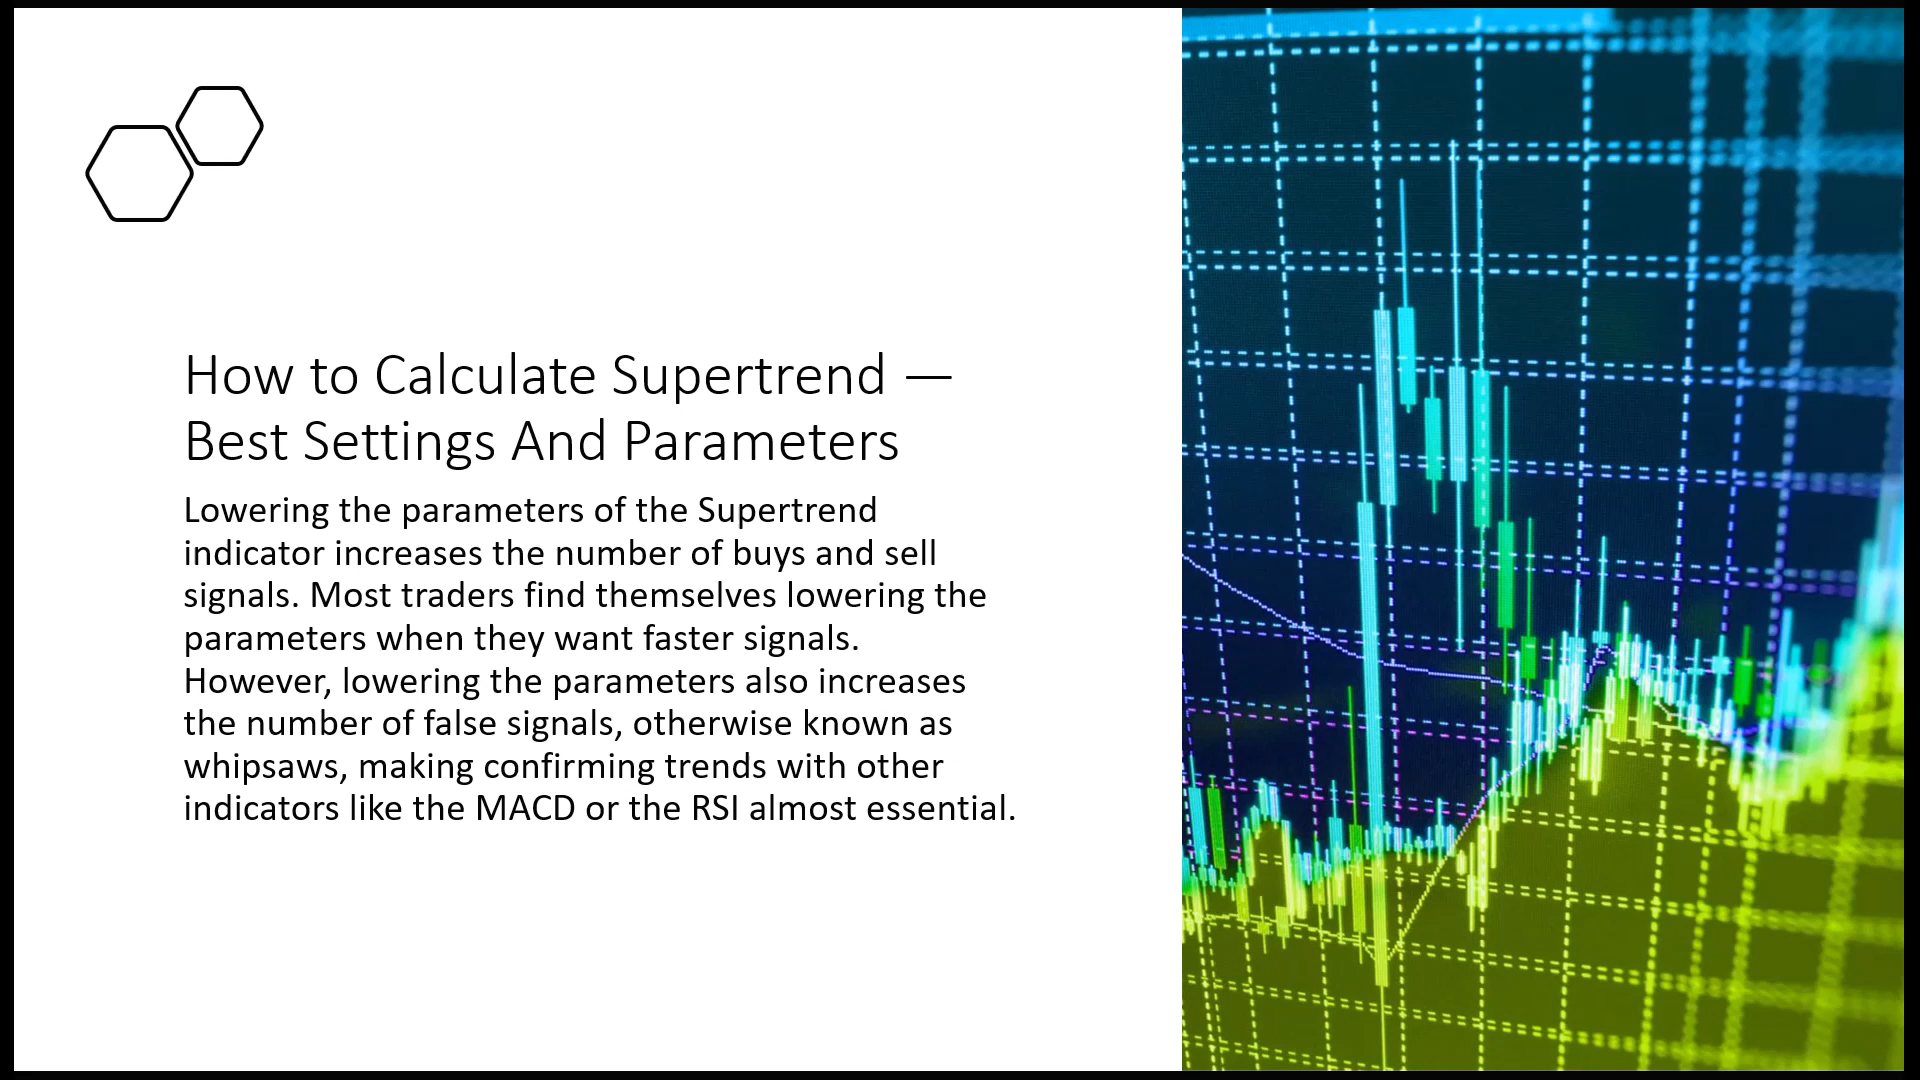 How to Calculate Supertrend —
Best Settings And Parameters
Lowering the parameters of the Supertrend
indicator increases the number of buys and sell
signals. Most traders find themselves lowering the
parameters when they want faster signals.
However, lowering the parameters also increases
the number of false signals, otherwise known as
whipsaws, making confirming trends with other
indicators like the MACD or the RSI almost essential.